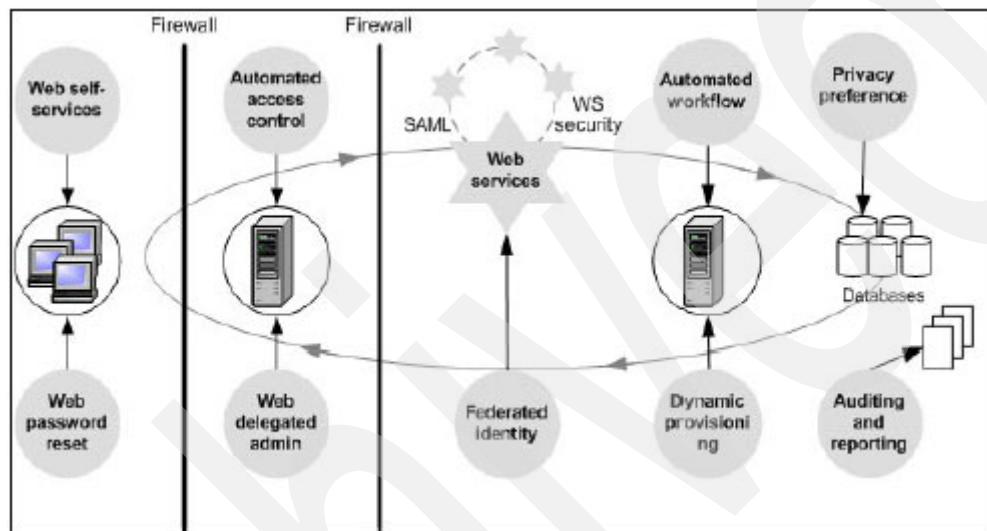 Firewall
Firewall
Web self-
services
Automated
access
control
SAML
WS
security
Web
services
Automated
workflow
Privacy
preference
Databases
Web
password
reset
Web
delegated
admin
Federated
identity
Dynamic
provisioni
ng
Auditing
and
reporting